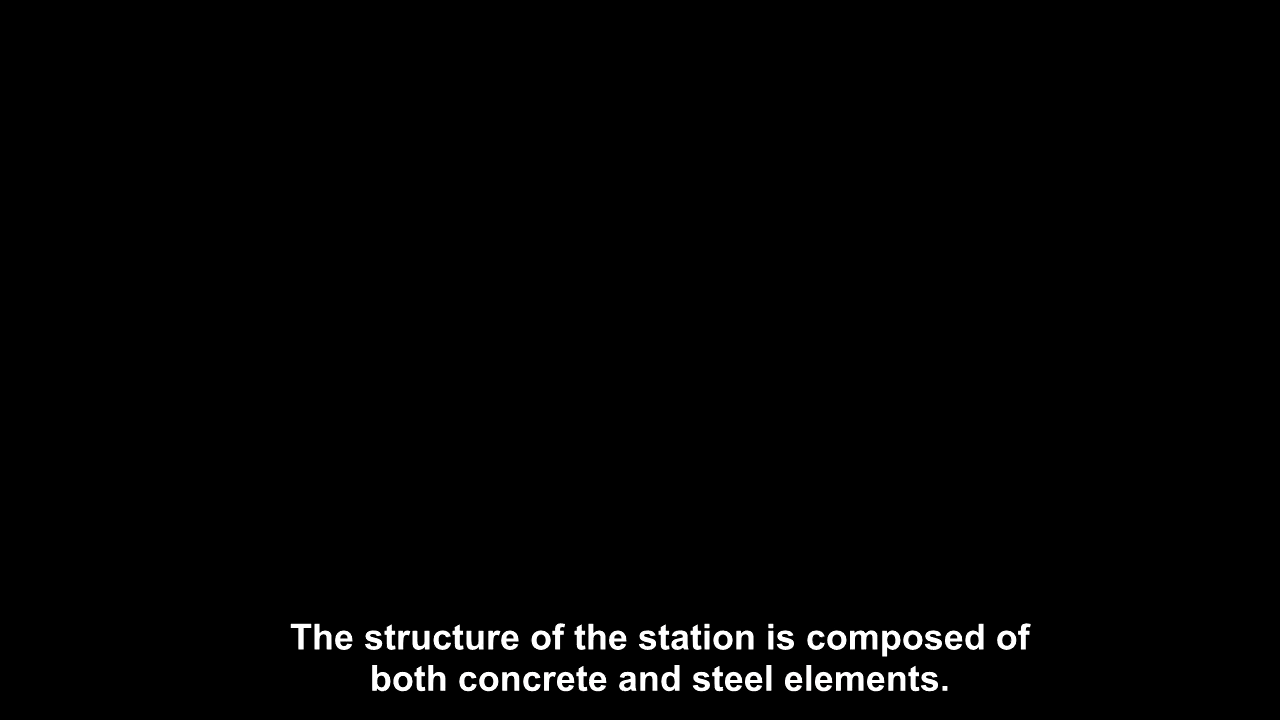 The structure of the station is composed of
both concrete and steel elements.